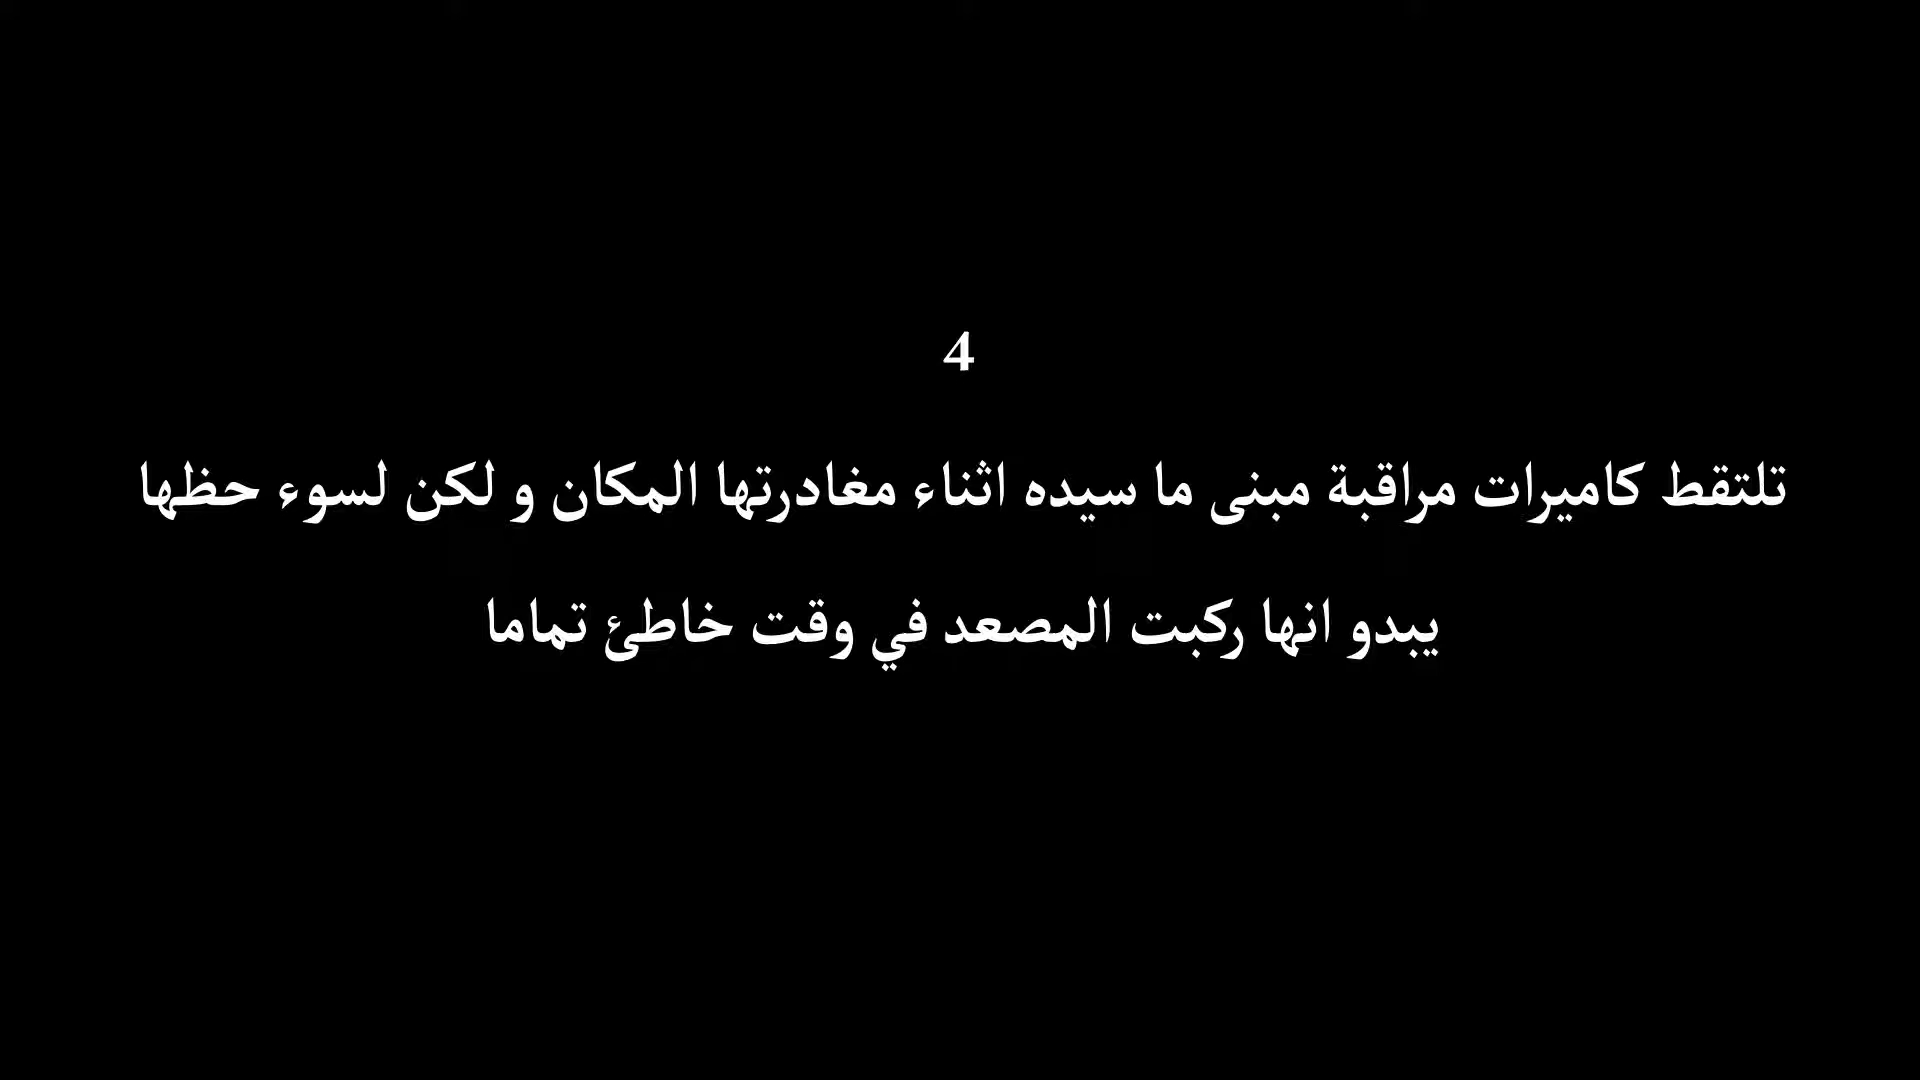 4
تلتقط كاميرات مراقبة مبنى ما سيده اثناء مغادرتها المكان و لكن لسوء حظها
يبدو انها ركبت المصعد في وقت خاطئ تماما